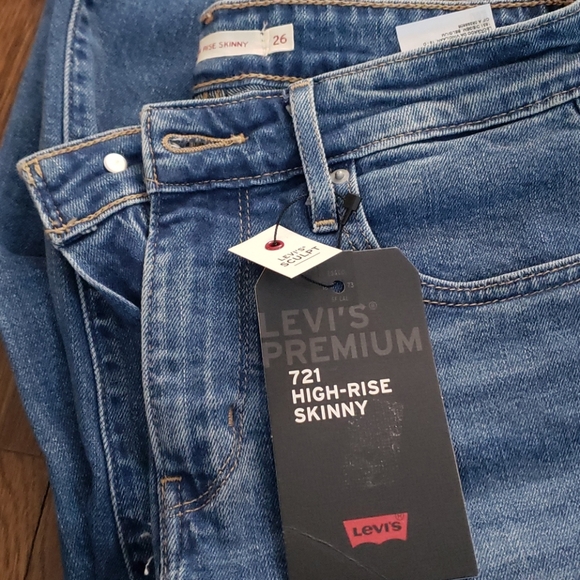 RISE SKINNY 26
LEVI'S®
SCULPT
LEVI'S®
PREMIUM
721
HIGH-RISE
SKINNY
Levi's